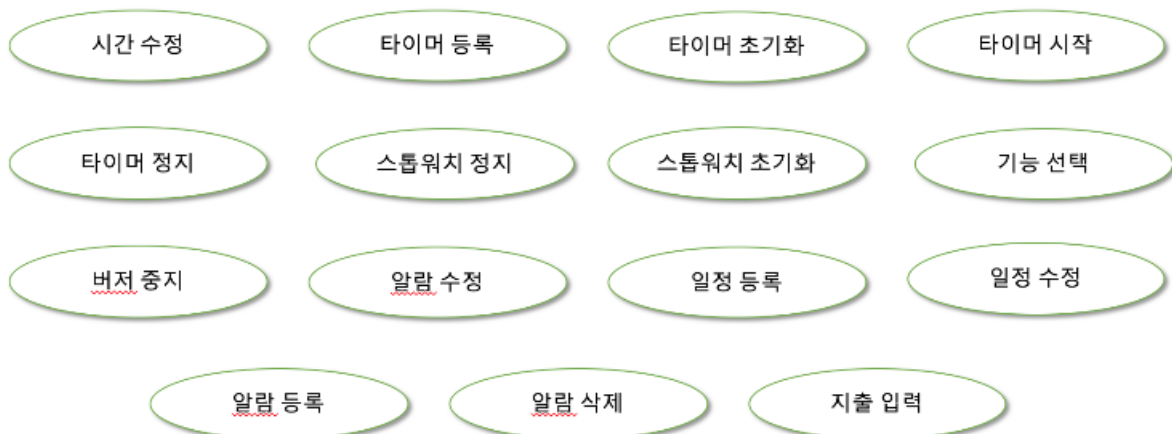 시간 수정
타이머 등록
타이머 초기화
타이머 시작
타이머 정지
스톱워치 정지
스톱워치 초기화
기능 선택
버저 중지
알람 수정
일정 등록
일정 수정
알람 등록
알람 삭제
지출 입력